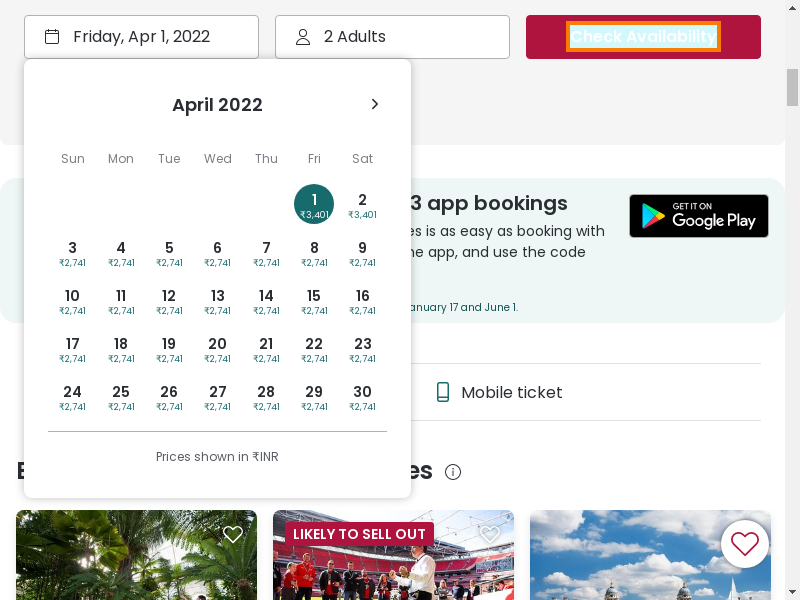 Friday, Apr 1, 2022
2 Adults
Check Availability
April 2022
Sun Mon Tue Wed Thu Fri Sat
1 2
₹3,401 ₹3,401
3 4 5 6 7 8 9
₹2,741 ₹2,741 ₹2,741 ₹2,741 ₹2,741 ₹2,741 ₹2,741
10 11 12 13 14 15 16
₹2,741 ₹2,741 ₹2,741 ₹2,741 ₹2,741 ₹2,741 ₹2,741
17 18 19 20 21 22 23
₹2,741 ₹2,741 ₹2,741 ₹2,741 ₹2,741 ₹2,741 ₹2,741
24 25 26 27 28 29 30
₹2,741 ₹2,741 ₹2,741 ₹2,741 ₹2,741 ₹2,741 ₹2,741
Prices shown in ₹INR
3 app bookings
is as easy as booking with
app, and use the code
17 and June 1.
GET IT ON
Google Play
Mobile ticket
LIKELY TO SELL OUT